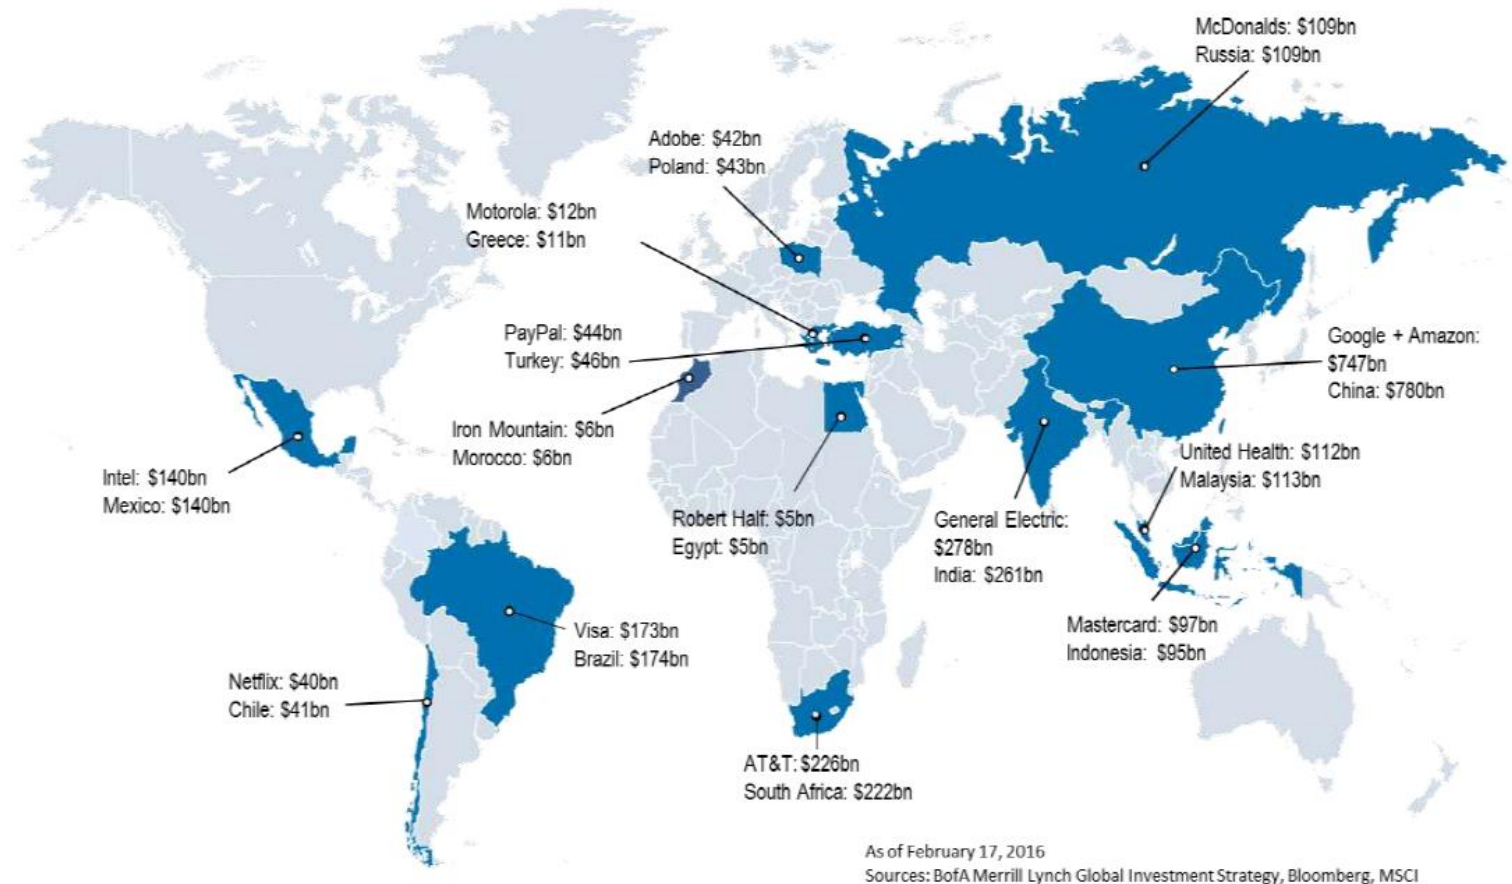 McDonalds: $109bn
Russia: $109bn
Adobe: $42bn
Poland: $43bn
Motorola: $12bn
Greece: $11bn
PayPal: $44bn
Turkey: $46bn
Google + Amazon:
$747bn
China: $780bn
Iron Mountain: $6bn
Morocco: $6bn
United Health: $112bn
Malaysia: $113bn
Intel: $140bn
Mexico: $140bn
Robert Half: $5bn
Egypt: $5bn
General Electric:
$278bn
India: $261bn
Mastercard: $97bn
Indonesia: $95bn
Visa: $173bn
Brazil: $174bn
Netflix: $40bn
Chile: $41bn
AT&T: $226bn
South Africa: $222bn
As of February 17, 2016
Sources: BofA Merrill Lynch Global Investment Strategy, Bloomberg, MSCI